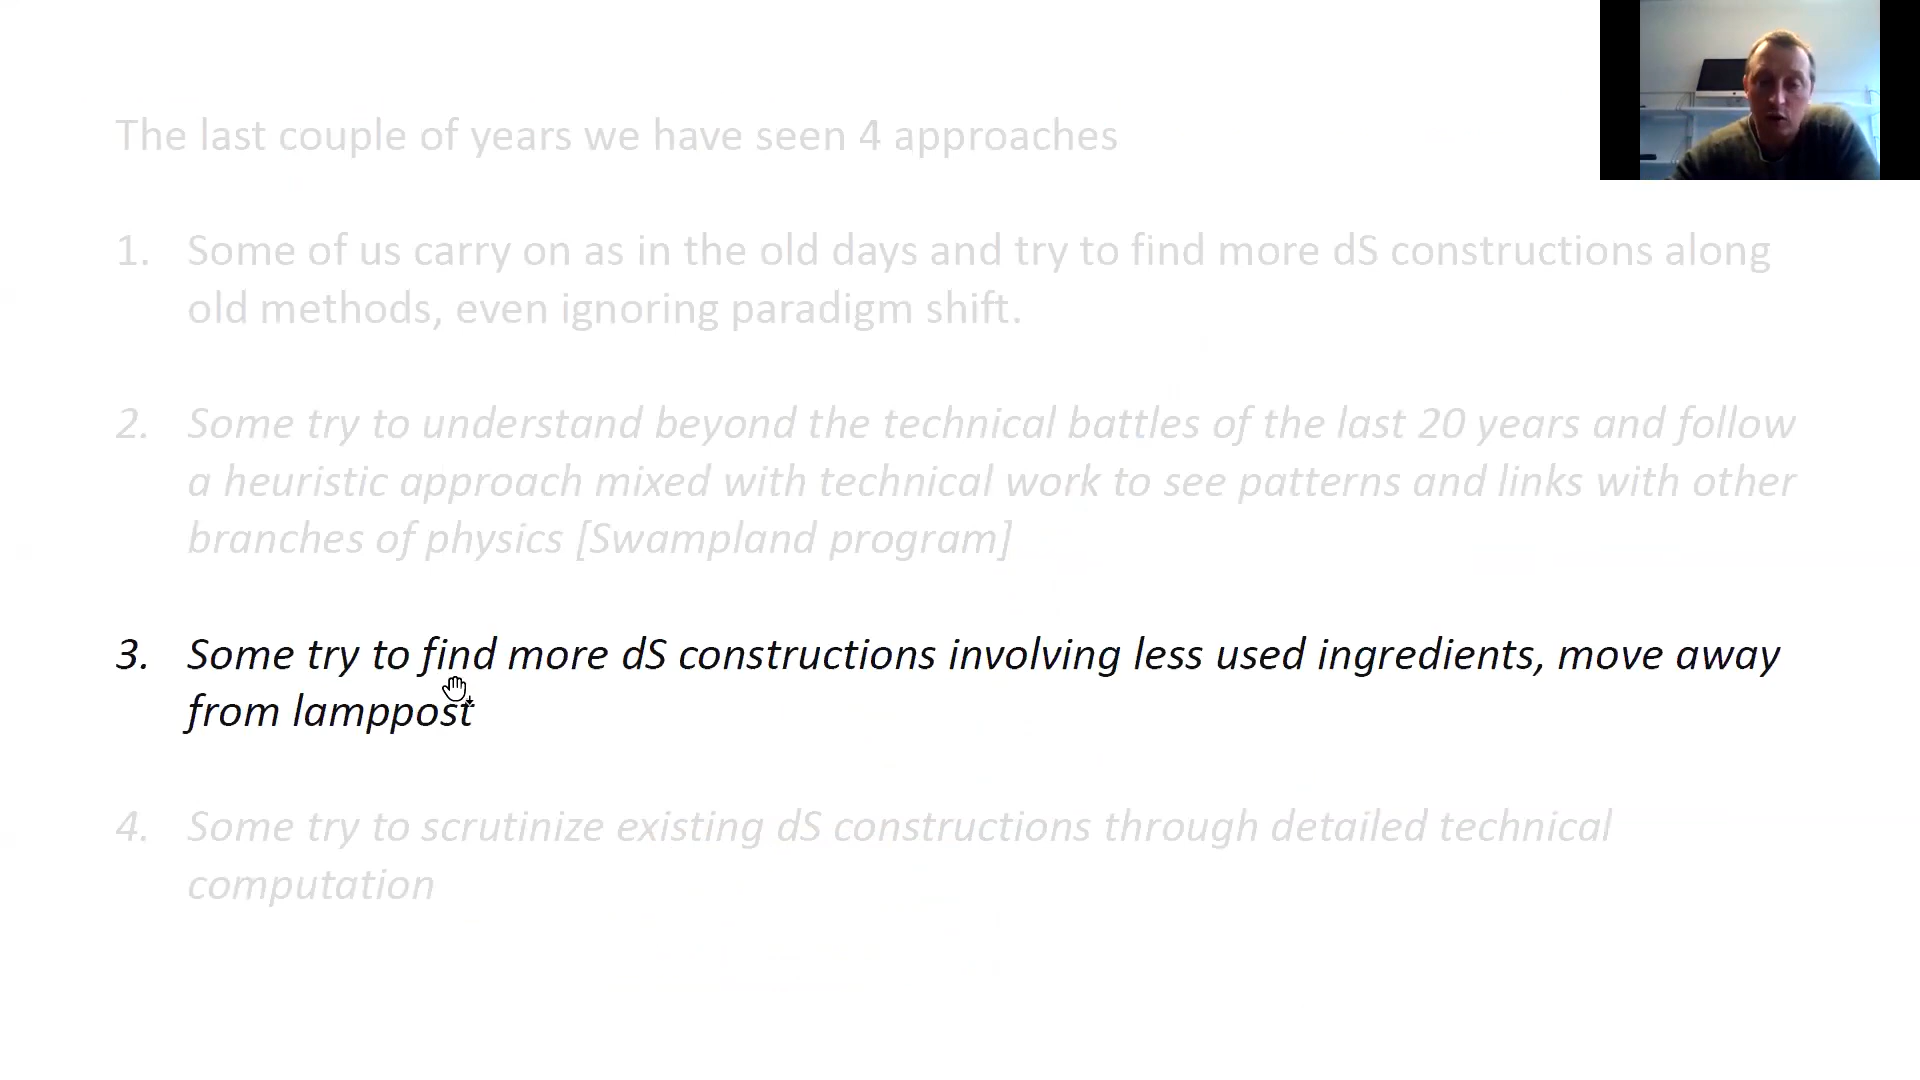 The last couple of years we have seen 4 approaches
1. Some of us carry on as in the old days and try to find more dS constructions along
old methods, even ignoring paradigm shift.
2. Some try to understand beyond the technical battles of the last 20 years and follow
a heuristic approach mixed with technical work to see patterns and links with other
branches of physics [Swampland program]
3. Some try to find more dS constructions involving less used ingredients, move away
from lamppost
4. Some try to scrutinize existing dS constructions through detailed technical
computation